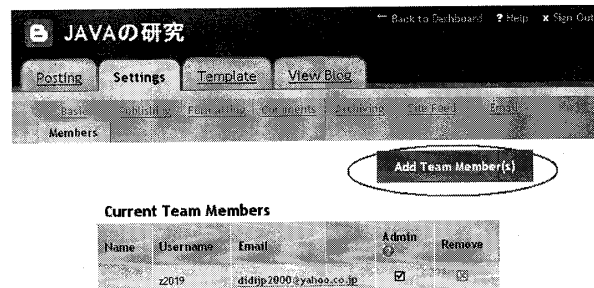 JAVAの研究
← Back to Dashboard ? Help x Sign Out
Posting Settings Template View Blog
Basic Publishing Formatting Comments Archiving Site Feed Email
Members
Add Team Member(s)
Current Team Members
Name Username Email Admin Remove
z2019 didijp2000@yahoo.co.jp